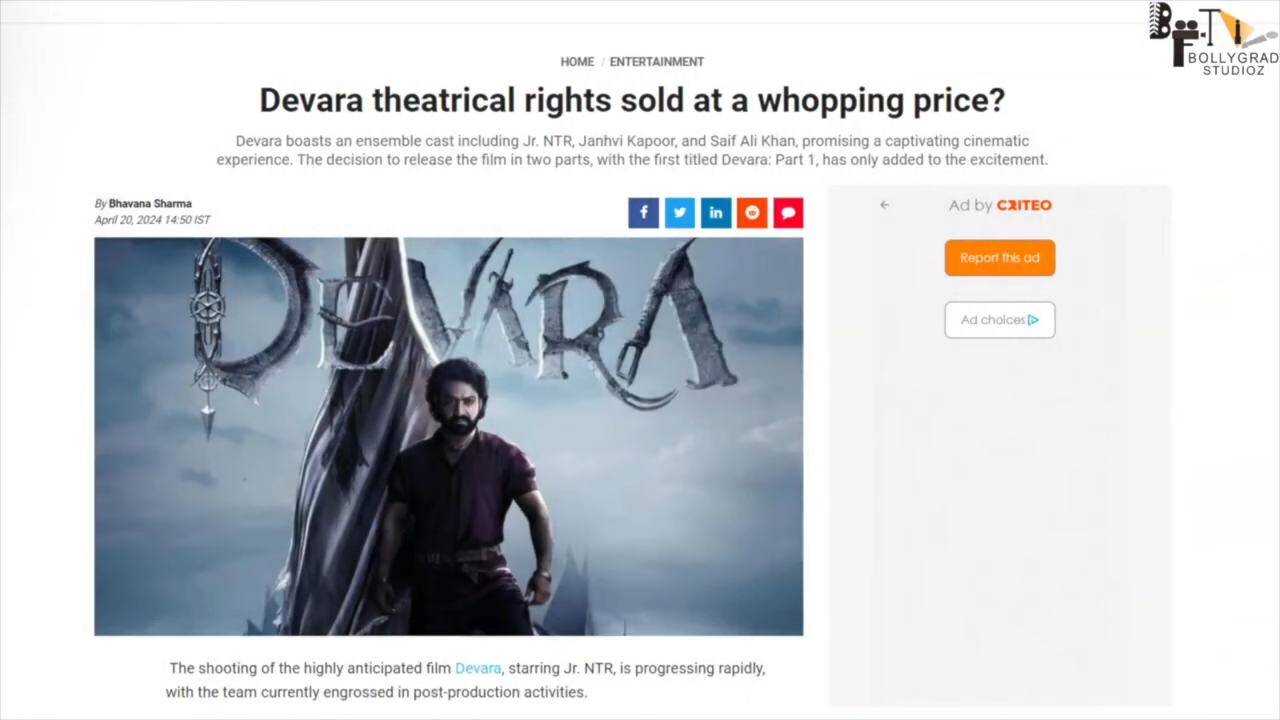 BOLLYGRAD
STUDIOZ
HOME / ENTERTAINMENT
Devara theatrical rights sold at a whopping price?
Devara boasts an ensemble cast including Jr. NTR, Janhvi Kapoor, and Saif Ali Khan, promising a captivating cinematic
experience. The decision to release the film in two parts, with the first titled Devara: Part 1, has only added to the excitement.
By Bhavana Sharma
April 20, 2024 14:50 IST
f in
Ad by CRITEO
Report this ad
Ad choices
DEVARA
The shooting of the highly anticipated film Devara, starring Jr. NTR, is progressing rapidly,
with the team currently engrossed in post-production activities.